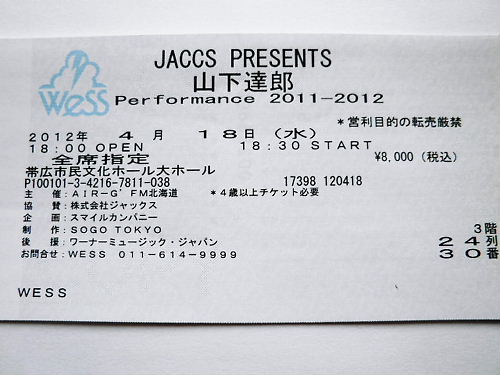 WESS
JACCS PRESENTS
山下達郎
Performance 2011-2012
＊営利目的の転売厳禁
2012年 4月 18日 (水)
18:00 OPEN 18:30 START
全席指定 ¥8,000 (税込)
帯広市民文化ホール大ホール
P100101-3-4216-7811-038 17398 120418
主 催：AIR-G' FM北海道 ＊4歳以上チケット必要
協 賛：株式会社ジャックス
企 画：スマイルカンパニー
制 作：SOGO TOKYO
後 援：ワーナーミュージック・ジャパン
お問合せ：WESS 011-614-9999
3階
24列
30番
WESS